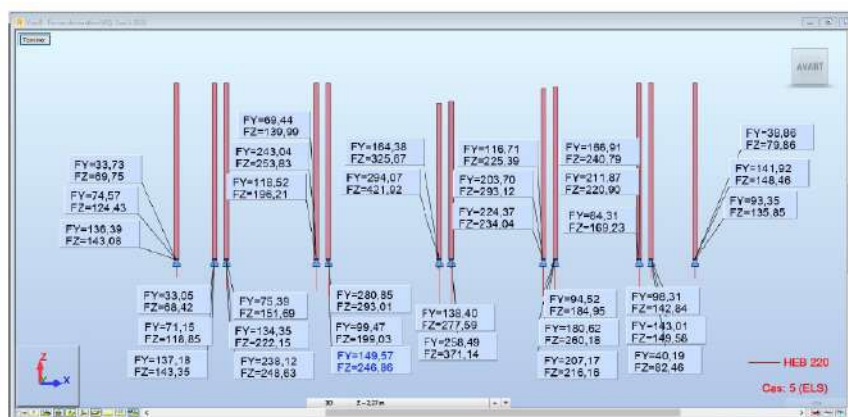 AVANT
FY=33,73
FZ=69,75
FY=74,57
FZ=124,43
FY=136,39
FZ=143,08
FY=69,44
FZ=139,99
FY=243,04
FZ=253,83
FY=118,52
FZ=196,21
FY=164,38
FZ=325,67
FY=294,07
FZ=421,92
FY=116,71
FZ=225,39
FY=203,70
FZ=293,12
FY=224,37
FZ=234,04
FY=166,91
FZ=240,79
FY=211,87
FZ=220,90
FY=84,31
FZ=169,23
FY=38,86
FZ=79,86
FY=141,92
FZ=148,46
FY=93,35
FZ=135,85
FY=33,05
FZ=68,42
FY=71,15
FZ=118,85
FY=137,18
FZ=143,35
FY=75,39
FZ=151,69
FY=134,35
FZ=222,15
FY=238,12
FZ=248,63
FY=280,85
FZ=293,01
FY=99,47
FZ=199,03
FY=149,57
FZ=246,86
FY=138,40
FZ=277,59
FY=258,49
FZ=371,14
FY=94,52
FZ=184,95
FY=180,62
FZ=260,18
FY=207,17
FZ=216,16
FY=98,31
FZ=142,84
FY=143,01
FZ=149,58
FY=40,19
FZ=82,46
Z
X
HEB 220
Cas: 5 (ELS)
3D